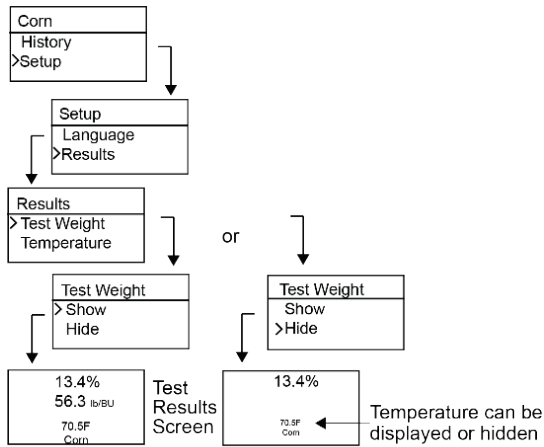 Corn
History
>Setup
Setup
Language
>Results
Results
> Test Weight
Temperature
or
Test Weight
> Show
Hide
Test Weight
Show
>Hide
13.4%
56.3 lb/BU
70.5F
Corn
Test
Results
Screen
13.4%
70.5F
Corn
Temperature can be
displayed or hidden